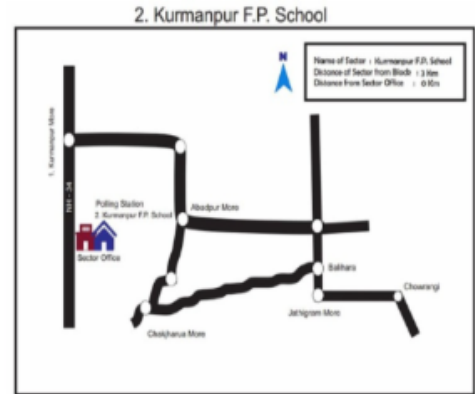 2. Kurmanpur F.P. School
N
Name of Sector : Kurmanpur F.P. School
Distance of Sector from Block : 3 Km
Distance from Sector Office : 0 Km
1. Kurmanpur More
NH - 34
Polling Station
2. Kurmanpur F.P. School
Sector Office
Abadpur More
Balihara
Chowrangi
Jathigram More
Chakjharua More